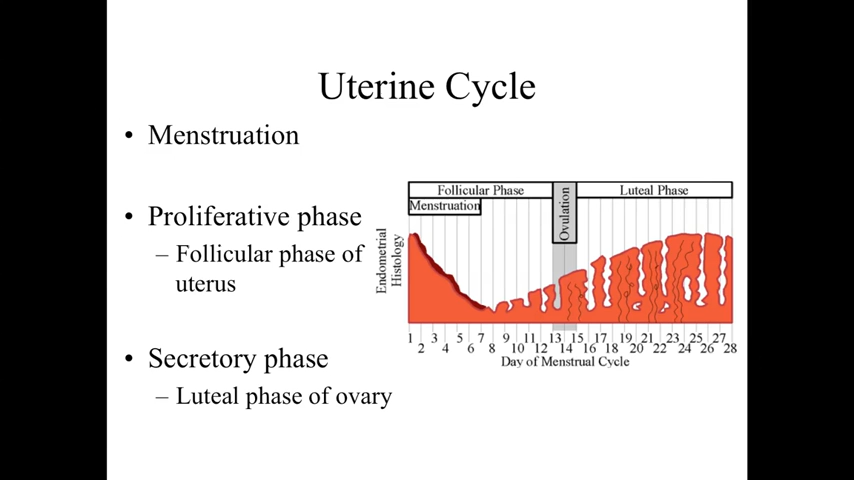 Uterine Cycle
• Menstruation
• Proliferative phase
– Follicular phase of
uterus
• Secretory phase
– Luteal phase of ovary
Follicular Phase
Ovulation
Luteal Phase
Menstruation
Endometrial
Histology
1 3 5 7 9 11 13 15 17 19 21 23 25 27
2 4 6 8 10 12 14 16 18 20 22 24 26 28
Day of Menstrual Cycle